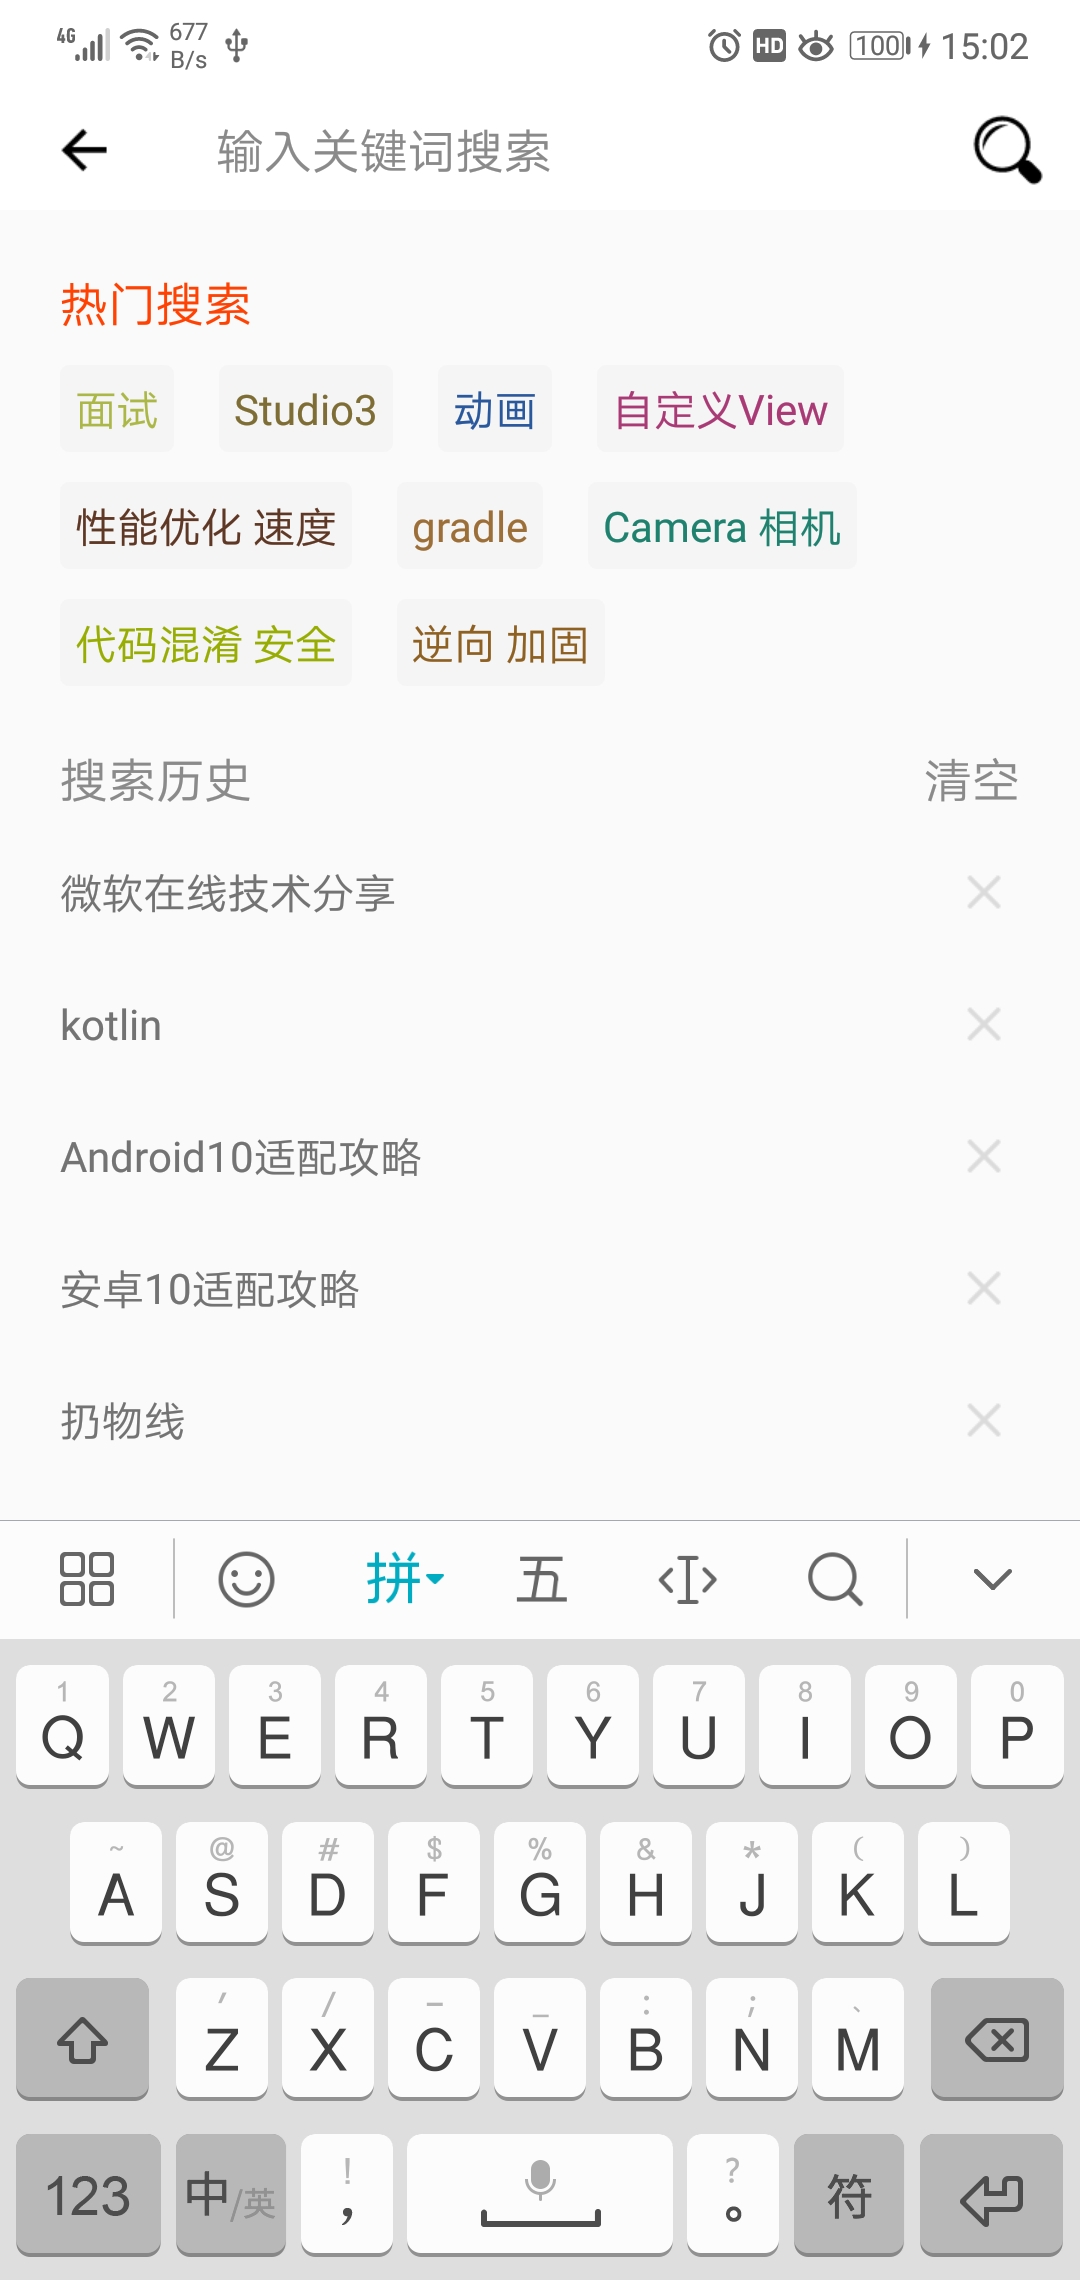 4G 677 B/s HD 100 15:02
输入关键词搜索
热门搜索
面试 Studio3 动画 自定义View
性能优化 速度 gradle Camera 相机
代码混淆 安全 逆向 加固
搜索历史 清空
微软在线技术分享
kotlin
Android10适配攻略
安卓10适配攻略
扔物线
拼 五
1 2 3 4 5 6 7 8 9 0
Q W E R T Y U I O P
~ @ # $ % & * ( )
A S D F G H J K L
′ / – _ : ; 、
Z X C V B N M
! ?
123 中/英 ， 。 符